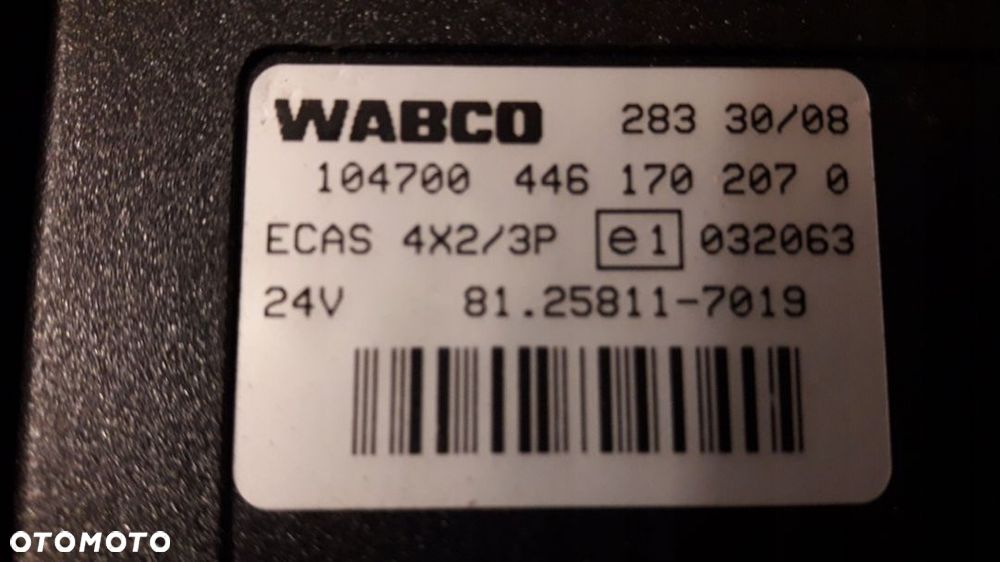 WABCO 283 30/08
104700 446 170 207 0
ECAS 4X2/3P e1 032063
24V 81.25811-7019
OTOMOTO